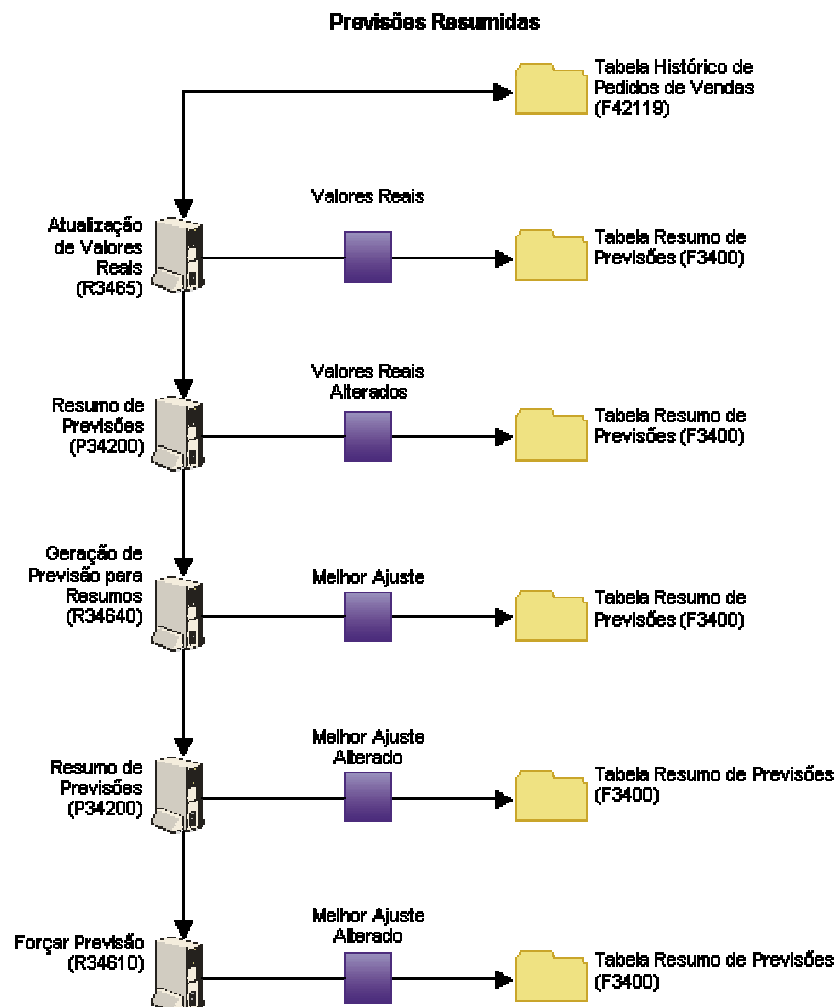 Previsões Resumidas
Tabela Histórico de
Pedidos de Vendas
(F42119)
Atualização
de Valores
Reais
(R3465)
Valores Reais
Tabela Resumo de
Previsões (F3400)
Resumo de
Previsões
(P34200)
Valores Reais
Alterados
Tabela Resumo de
Previsões (F3400)
Geração de
Previsão para
Resumos
(R34640)
Melhor Ajuste
Tabela Resumo de
Previsões (F3400)
Resumo de
Previsões
(P34200)
Melhor Ajuste
Alterado
Tabela Resumo de Previsões
(F3400)
Forçar Previsão
(R34610)
Melhor Ajuste
Alterado
Tabela Resumo de Previsões
(F3400)